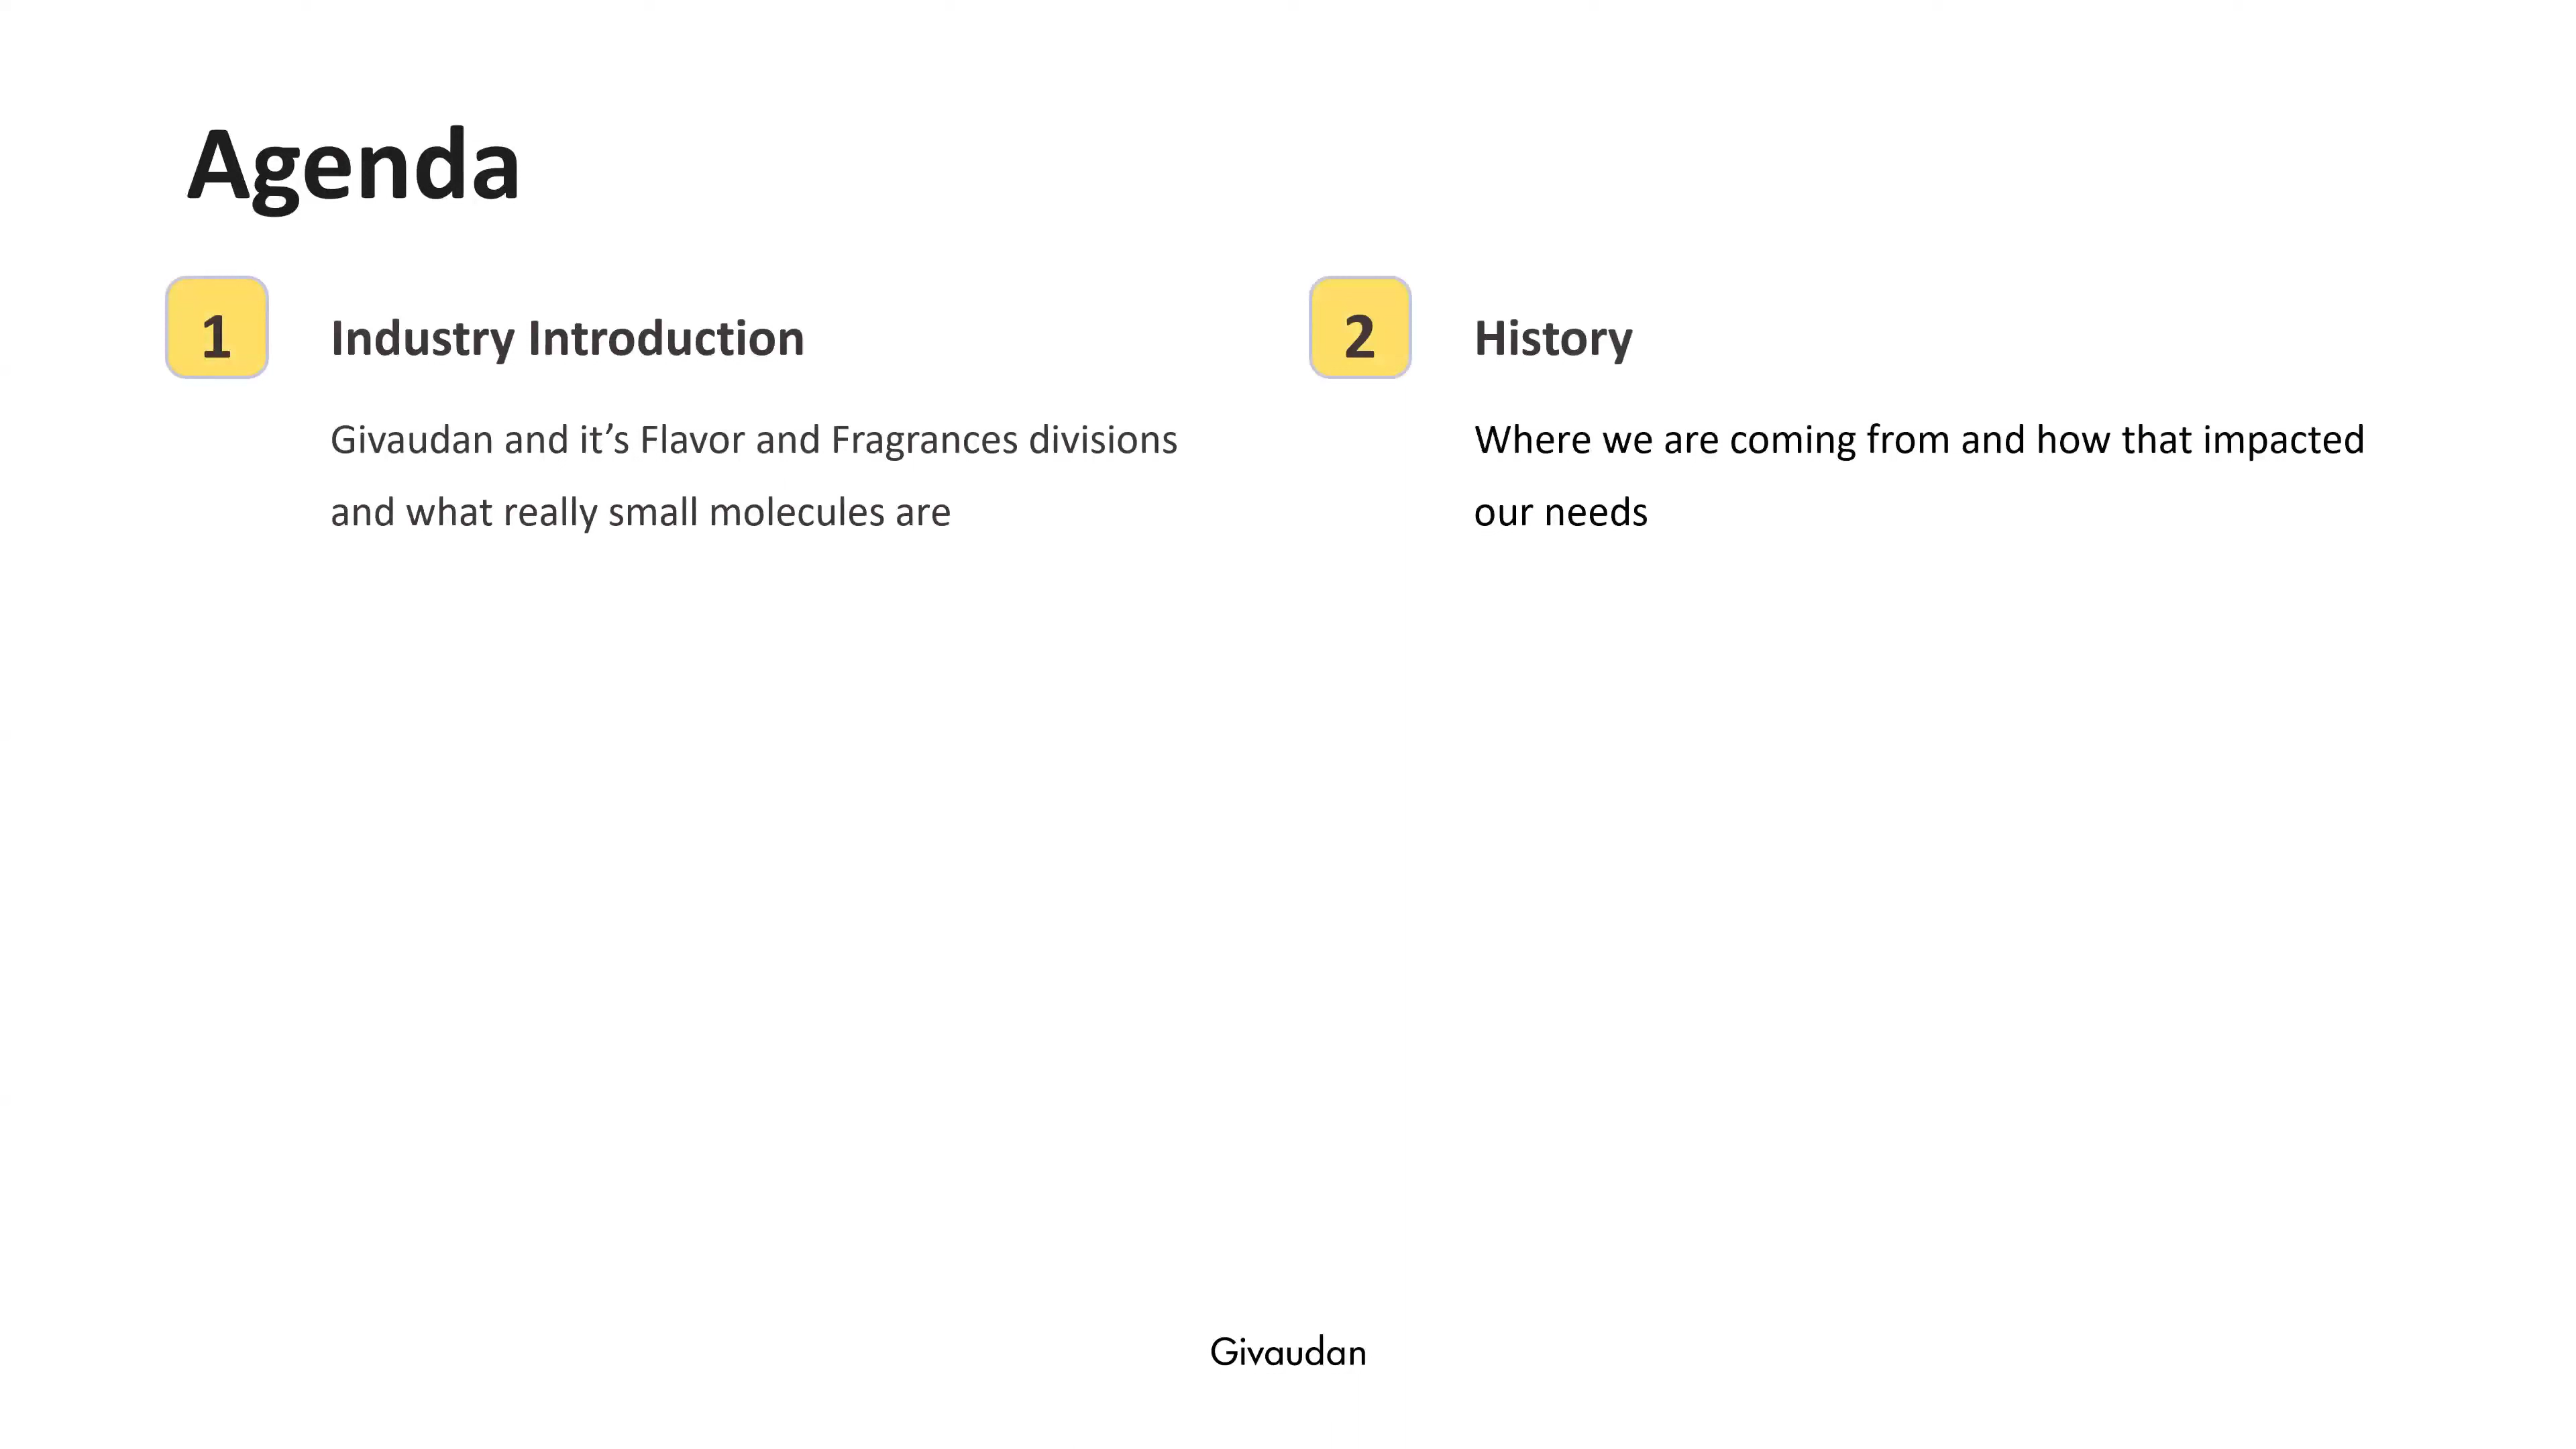 Agenda
1
Industry Introduction
Givaudan and it’s Flavor and Fragrances divisions
and what really small molecules are
2
History
Where we are coming from and how that impacted
our needs
Givaudan